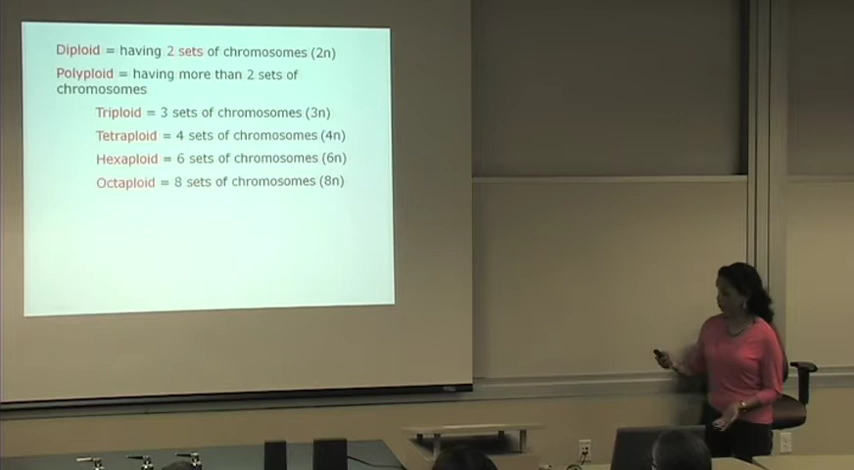 Diploid = having 2 sets of chromosomes (2n)
Polyploid = having more than 2 sets of
chromosomes
Triploid = 3 sets of chromosomes (3n)
Tetraploid = 4 sets of chromosomes (4n)
Hexaploid = 6 sets of chromosomes (6n)
Octaploid = 8 sets of chromosomes (8n)